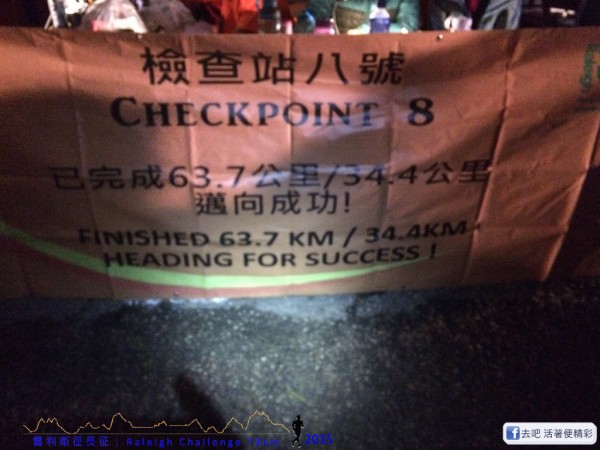 檢查站八號
CHECKPOINT 8
已完成63.7公里/34.4公里
邁向成功!
FINISHED 63.7 KM / 34.4KM
HEADING FOR SUCCESS !
Raleigh Challenge
2015
去吧 活著便精彩